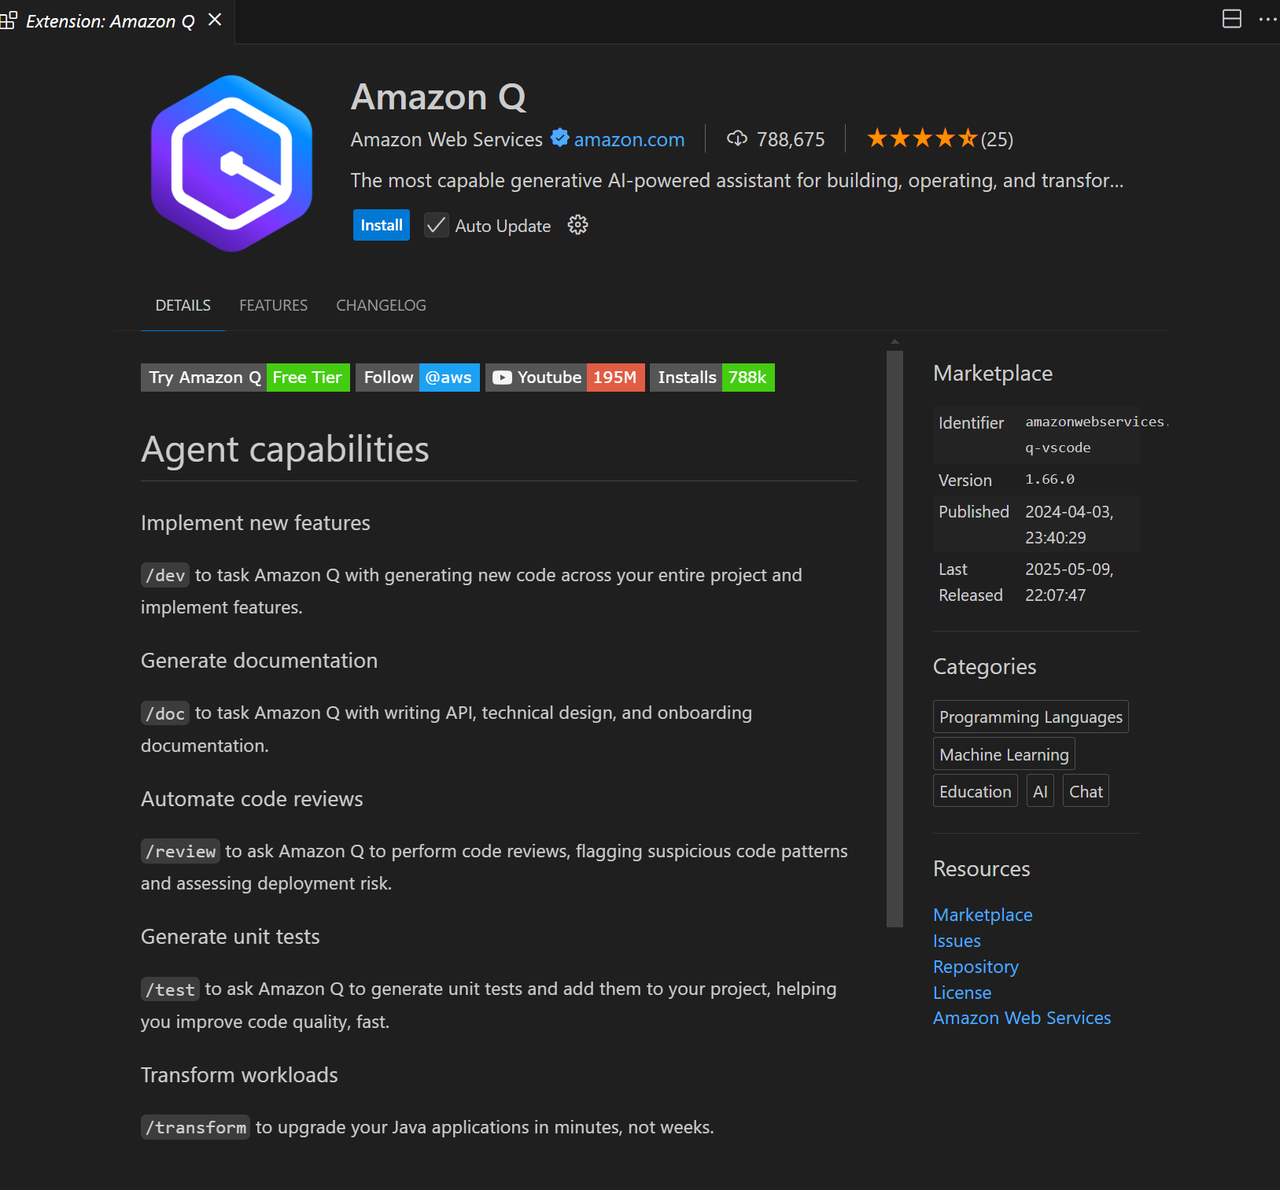 Extension: Amazon Q
Amazon Q
Amazon Web Services amazon.com 788,675 (25)
The most capable generative AI-powered assistant for building, operating, and transfor...
Install Auto Update
DETAILS FEATURES CHANGELOG
Try Amazon Q Free Tier Follow @aws Youtube 195M Installs 788k
Agent capabilities
Implement new features
/dev to task Amazon Q with generating new code across your entire project and
implement features.
Generate documentation
/doc to task Amazon Q with writing API, technical design, and onboarding
documentation.
Automate code reviews
/review to ask Amazon Q to perform code reviews, flagging suspicious code patterns
and assessing deployment risk.
Generate unit tests
/test to ask Amazon Q to generate unit tests and add them to your project, helping
you improve code quality, fast.
Transform workloads
/transform to upgrade your Java applications in minutes, not weeks.
Marketplace
Identifier amazonwebservices.
q-vscode
Version 1.66.0
Published 2024-04-03,
23:40:29
Last 2025-05-09,
Released 22:07:47
Categories
Programming Languages
Machine Learning
Education AI Chat
Resources
Marketplace
Issues
Repository
License
Amazon Web Services